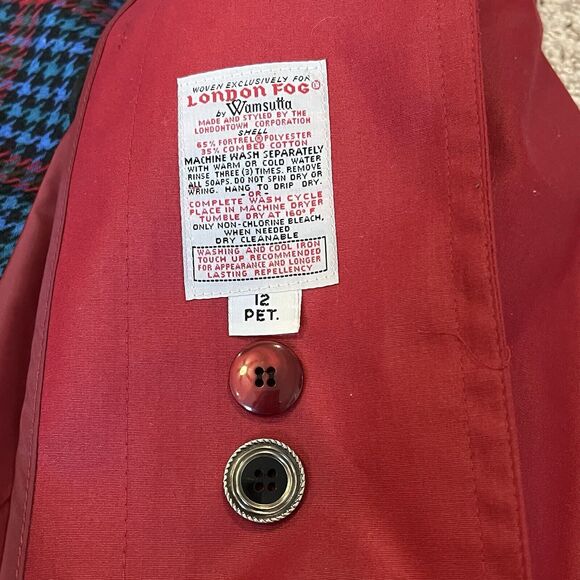 WOVEN EXCLUSIVELY FOR
LONDON FOG®
by Wamsutta
MADE AND STYLED BY THE
LONDONTOWN CORPORATION
SHELL
65% FORTREL® POLYESTER
35% COMBED COTTON
MACHINE WASH SEPARATELY
WITH WARM OR COLD WATER
RINSE THREE (3) TIMES. REMOVE
ALL SOAPS. DO NOT SPIN DRY OR
WRING. HANG TO DRIP DRY.
-OR-
COMPLETE WASH CYCLE
PLACE IN MACHINE DRYER
TUMBLE DRY AT 160° F
ONLY NON-CHLORINE BLEACH,
WHEN NEEDED
DRY CLEANABLE
WASHING AND COOL IRON
TOUCH UP RECOMMENDED
FOR APPEARANCE AND LONGER
LASTING REPELLENCY.
12
PET.